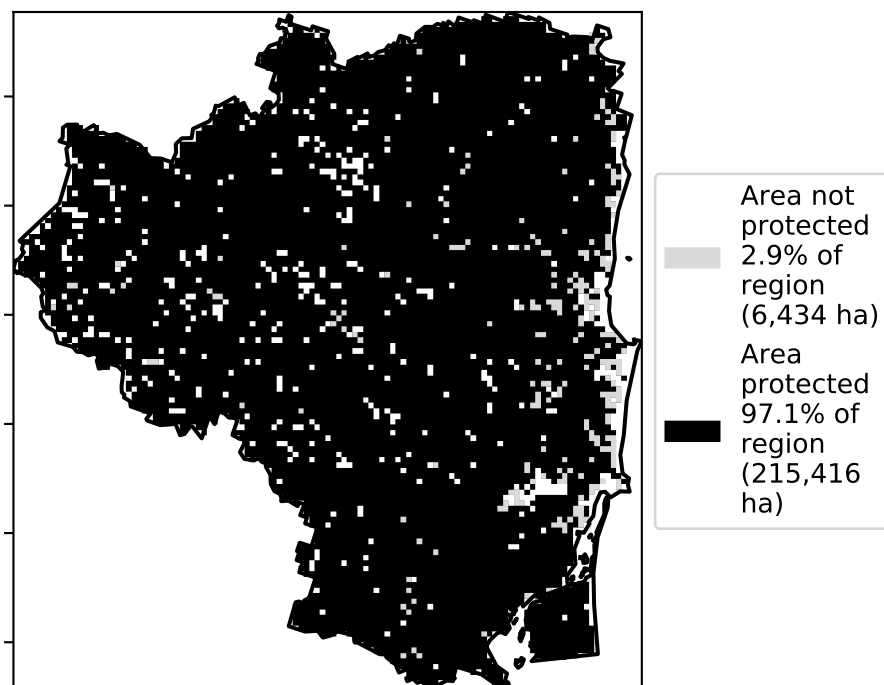 Area not
protected
2.9% of
region
(6,434 ha)
Area
protected
97.1% of
region
(215,416
ha)